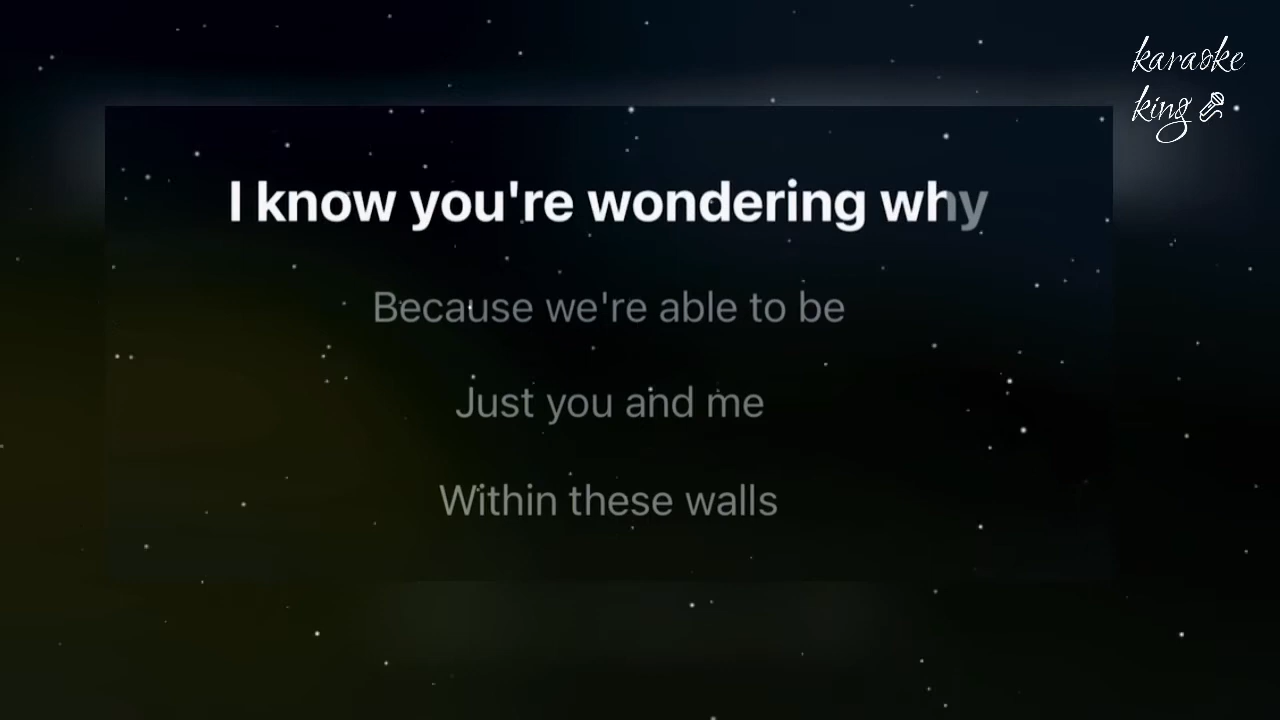 karaoke
king
I know you're wondering why
Because we're able to be
Just you and me
Within these walls